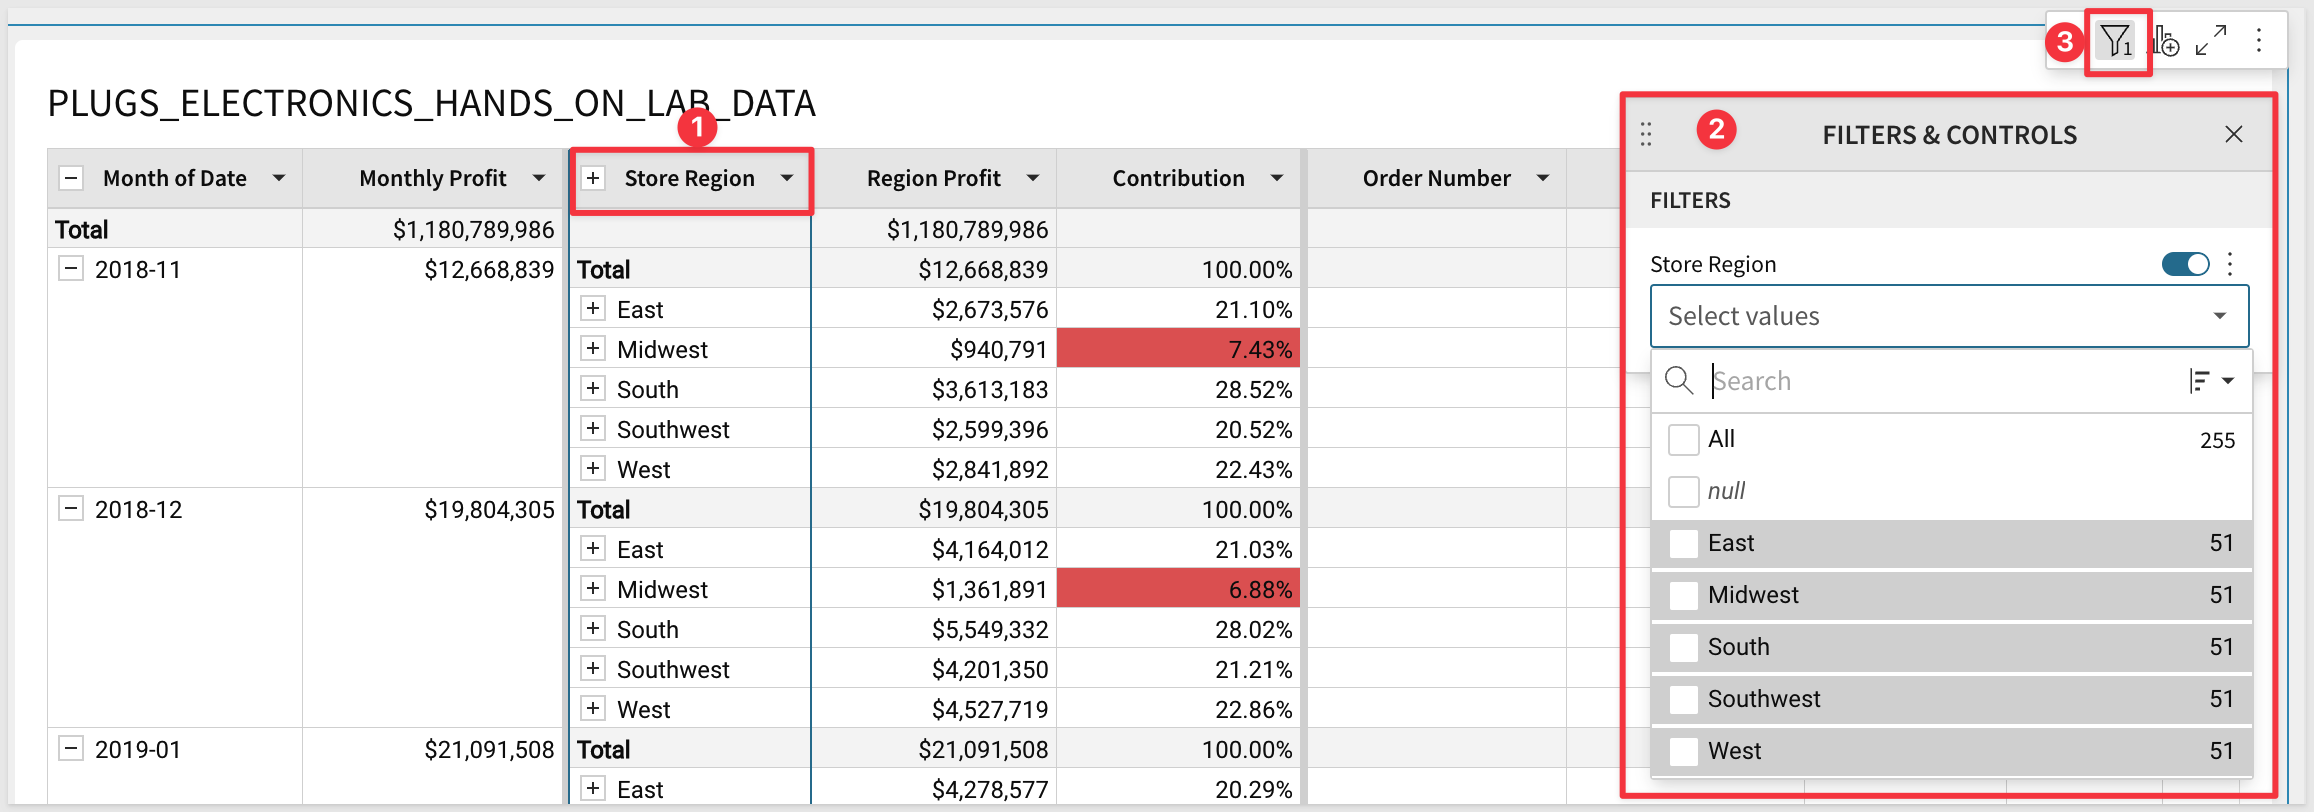 3 1
PLUGS_ELECTRONICS_HANDS_ON_LAB_DATA
1
2 FILTERS & CONTROLS
Month of Date Monthly Profit Store Region Region Profit Contribution Order Number
Total $1,180,789,986 $1,180,789,986
2018-11 $12,668,839 Total $12,668,839 100.00%
East $2,673,576 21.10%
Midwest $940,791 7.43%
South $3,613,183 28.52%
Southwest $2,599,396 20.52%
West $2,841,892 22.43%
2018-12 $19,804,305 Total $19,804,305 100.00%
East $4,164,012 21.03%
Midwest $1,361,891 6.88%
South $5,549,332 28.02%
Southwest $4,201,350 21.21%
West $4,527,719 22.86%
2019-01 $21,091,508 Total $21,091,508 100.00%
East $4,278,577 20.29%
FILTERS
Store Region
Select values
Search
All 255
null
East 51
Midwest 51
South 51
Southwest 51
West 51